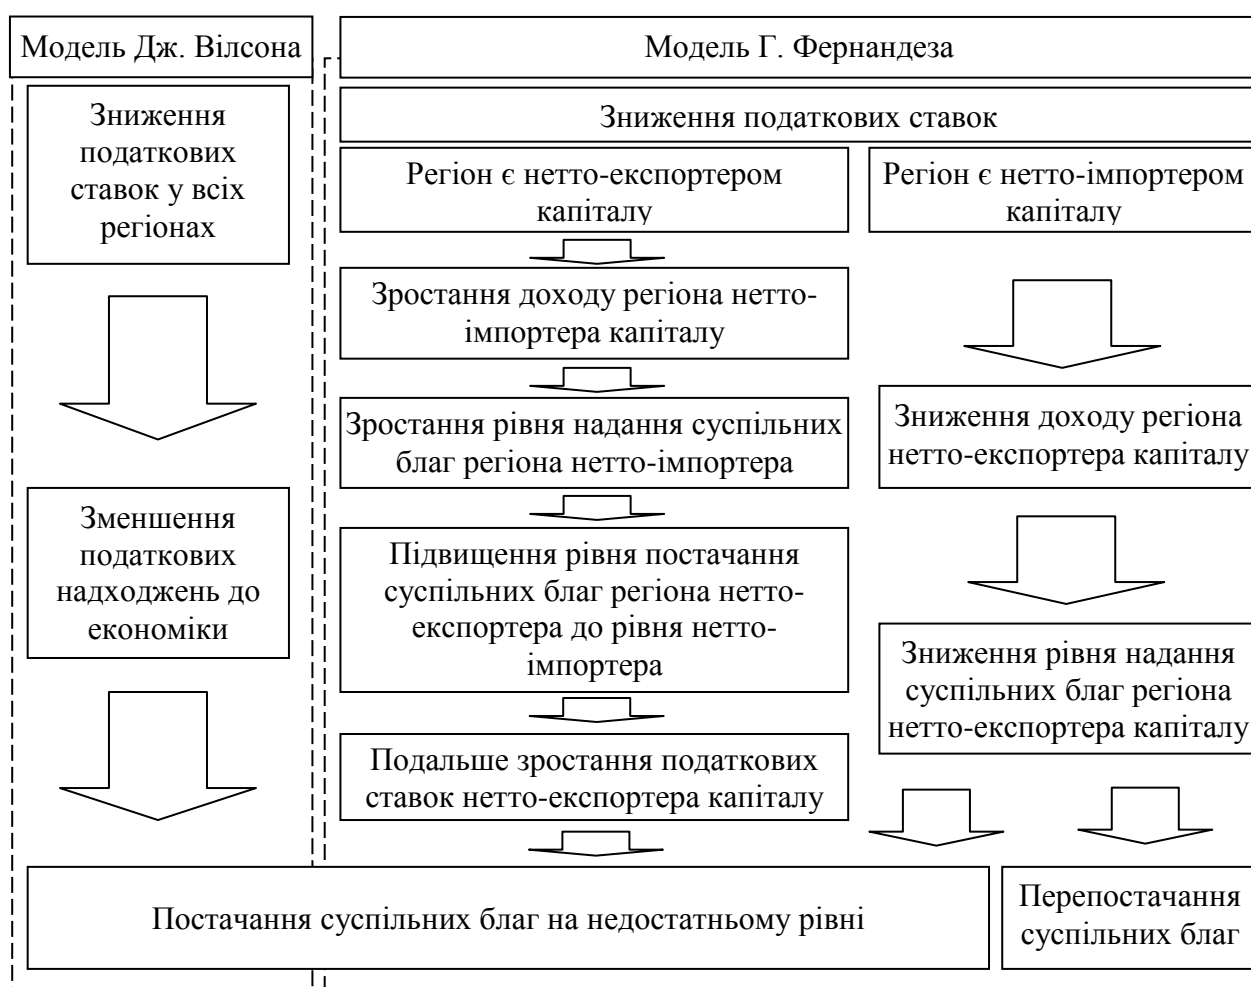 Модель Дж. Вілсона
Модель Г. Фернандеза
Зниження
податкових
ставок у всіх
регіонах
Зменшення
податкових
надходжень до
економіки
Зниження податкових ставок
Регіон є нетто-експортером
капіталу
Зростання доходу регіона нетто-
імпортера капіталу
Зростання рівня надання суспільних
благ регіона нетто-імпортера
Підвищення рівня постачання
суспільних благ регіона нетто-
експортера до рівня нетто-
імпортера
Подальше зростання податкових
ставок нетто-експортера капіталу
Регіон є нетто-імпортером
капіталу
Зниження доходу регіона
нетто-експортера капіталу
Зниження рівня надання
суспільних благ регіона
нетто-експортера капіталу
Постачання суспільних благ на недостатньому рівні
Перепостачання
суспільних благ